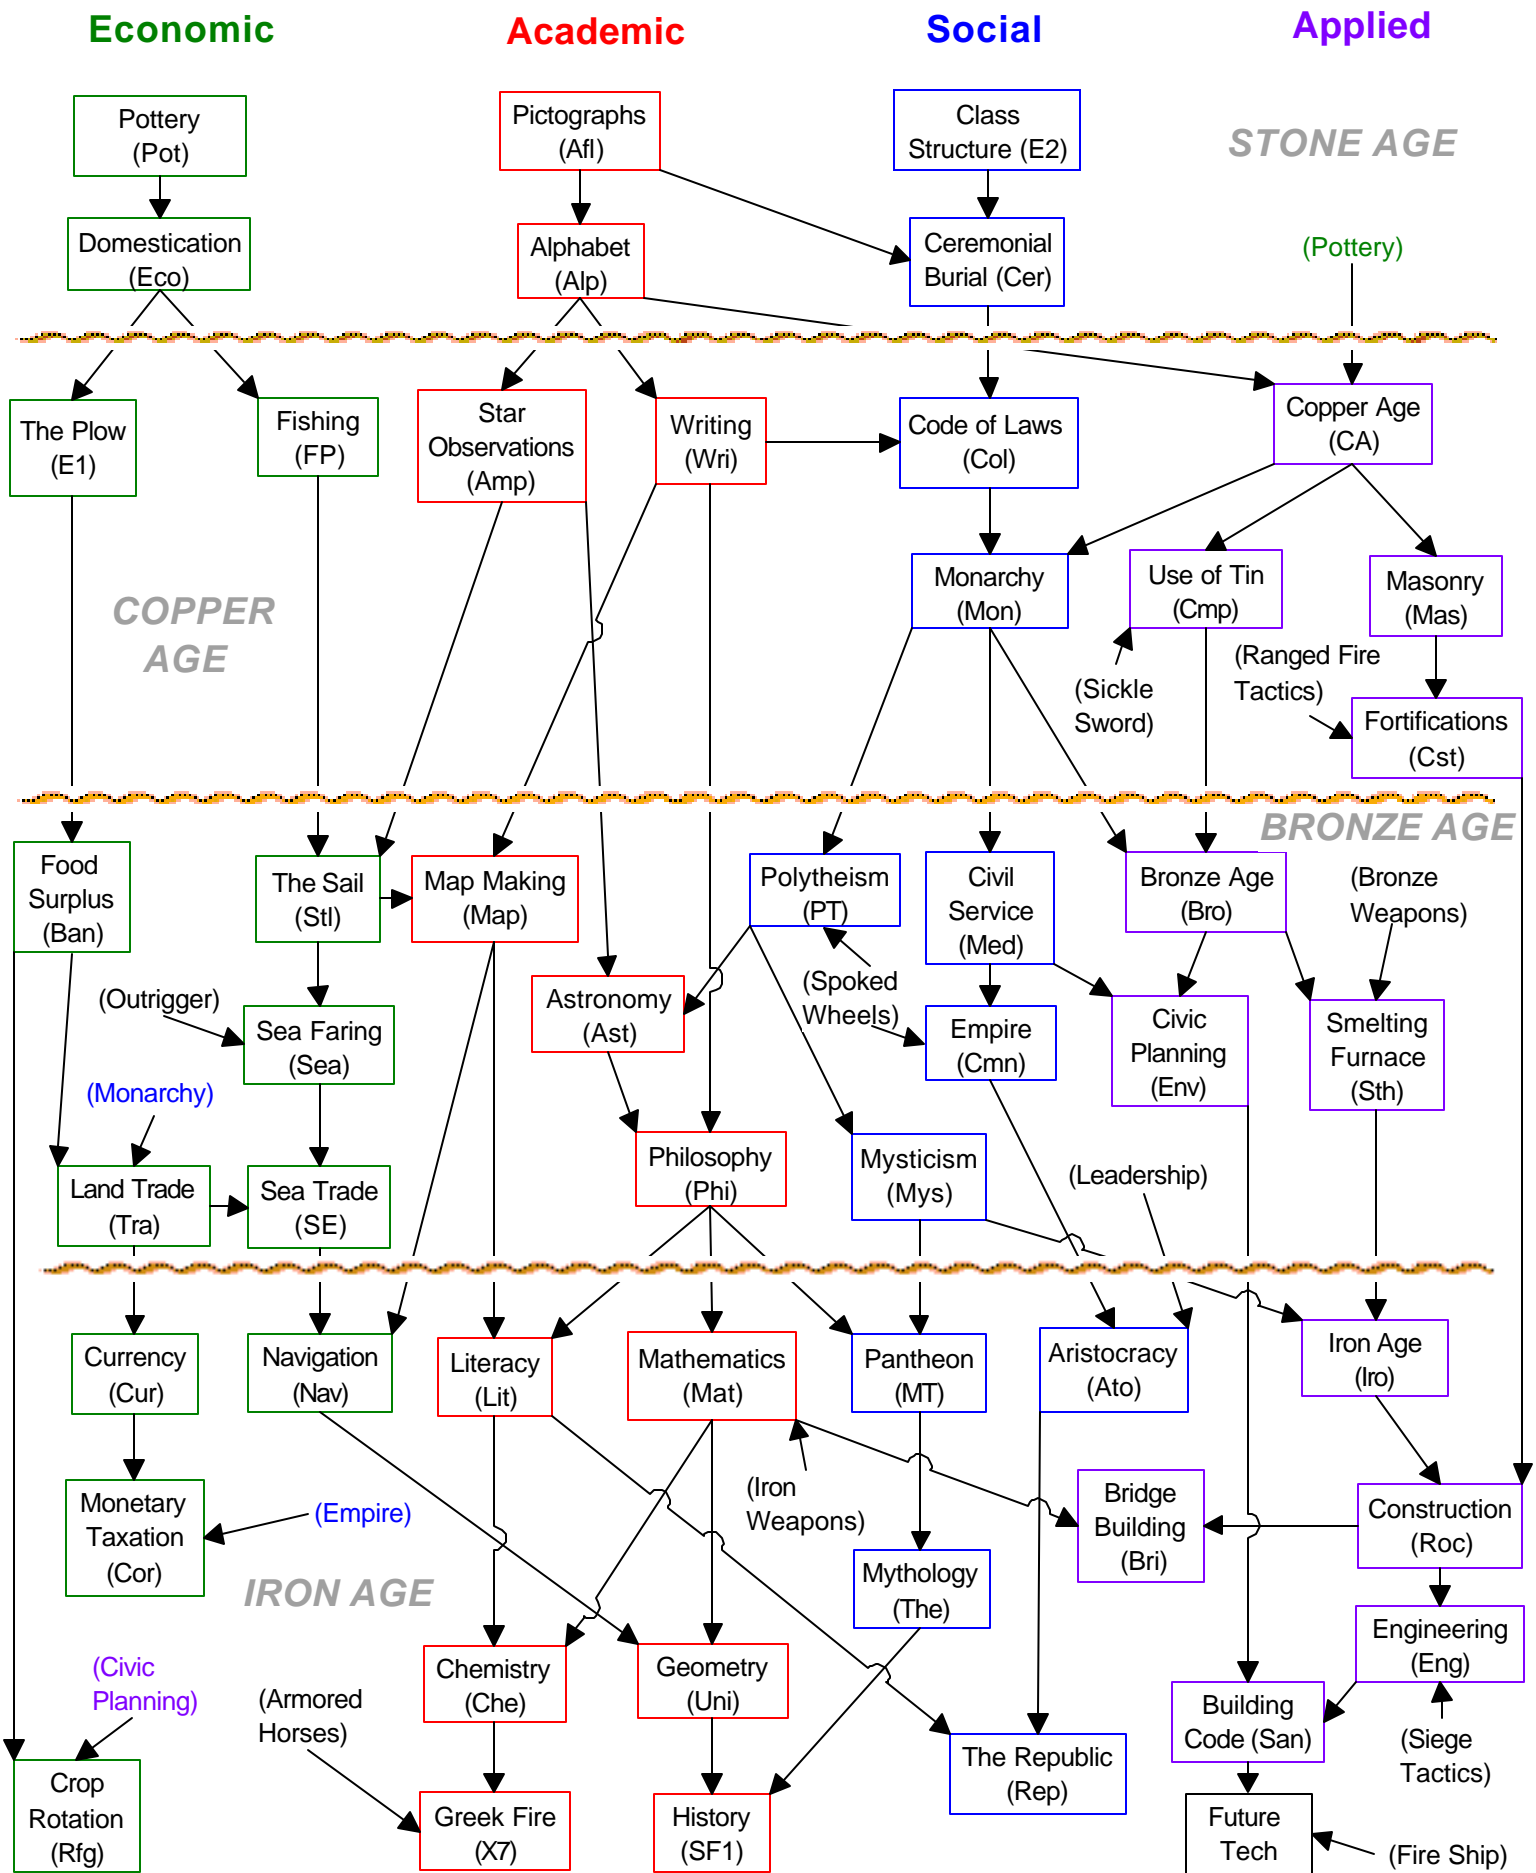 Economic
Academic
Social
Applied
Pottery
(Pot)
Pictographs
(Afl)
Class
Structure (E2)
STONE AGE
Domestication
(Eco)
Alphabet
(Alp)
Ceremonial
Burial (Cer)
(Pottery)
The Plow
(E1)
Fishing
(FP)
Star
Observations
(Amp)
Writing
(Wri)
Code of Laws
(Col)
Copper Age
(CA)
COPPER
AGE
Monarchy
(Mon)
Use of Tin
(Cmp)
Masonry
(Mas)
(Sickle
Sword)
(Ranged Fire
Tactics)
Fortifications
(Cst)
BRONZE AGE
Food
Surplus
(Ban)
The Sail
(Stl)
Map Making
(Map)
Polytheism
(PT)
Civil
Service
(Med)
Bronze Age
(Bro)
(Bronze
Weapons)
(Outrigger)
Sea Faring
(Sea)
Astronomy
(Ast)
(Spoked
Wheels)
Empire
(Cmn)
Civic
Planning
(Env)
Smelting
Furnace
(Sth)
(Monarchy)
Land Trade
(Tra)
Sea Trade
(SE)
Philosophy
(Phi)
Mysticism
(Mys)
(Leadership)
Currency
(Cur)
Navigation
(Nav)
Literacy
(Lit)
Mathematics
(Mat)
Pantheon
(MT)
Aristocracy
(Ato)
Iron Age
(Iro)
Monetary
Taxation
(Cor)
(Empire)
(Iron
Weapons)
Bridge
Building
(Bri)
Construction
(Roc)
IRON AGE
Mythology
(The)
Engineering
(Eng)
(Civic
Planning)
(Armored
Horses)
Chemistry
(Che)
Geometry
(Uni)
Building
Code (San)
(Siege
Tactics)
The Republic
(Rep)
Crop
Rotation
(Rfg)
Greek Fire
(X7)
History
(SF1)
Future
Tech
(Fire Ship)